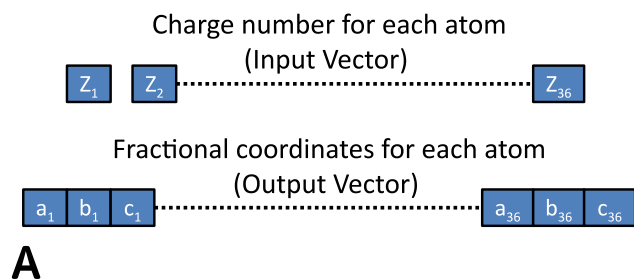 Charge number for each atom
(Input Vector)
Z₁ Z₂ Z₃₆
Fractional coordinates for each atom
(Output Vector)
a₁ b₁ c₁ a₃₆ b₃₆ c₃₆
A